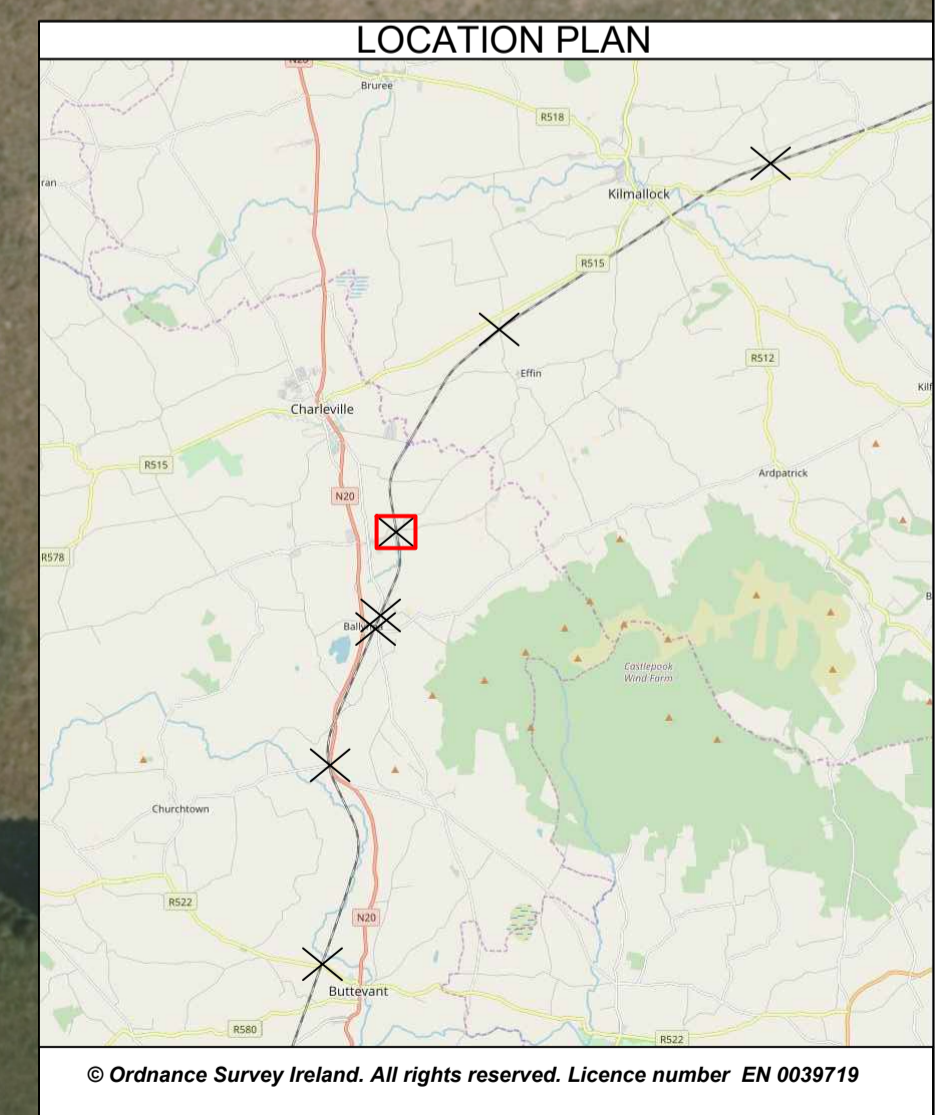 LOCATION PLAN
N20
Bruree
R518
Kilmallock
R515
Effin
R512
Charleville
R515
Ardpatrick
N20
R578
Castlepook
Wind Farm
Churchtown
R522
N20
Buttevant
R580
R522
© Ordnance Survey Ireland. All rights reserved. Licence number EN 0039719